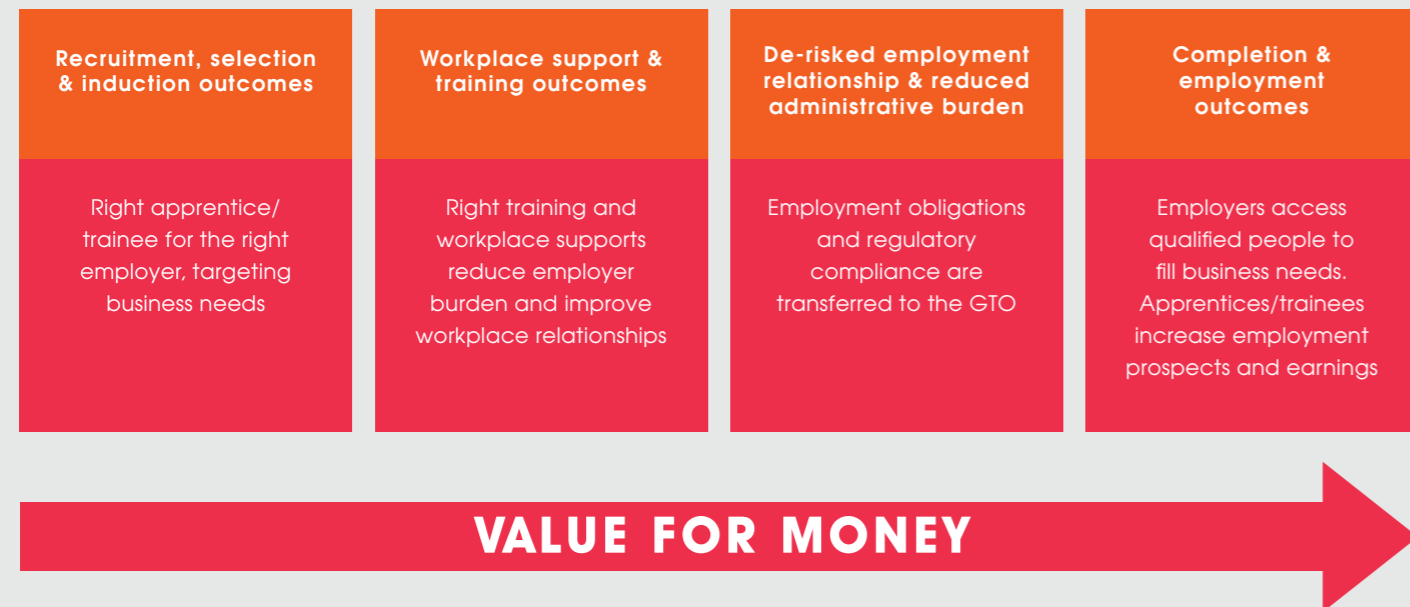 Recruitment, selection
& induction outcomes
Right apprentice/
trainee for the right
employer, targeting
business needs
Workplace support &
training outcomes
Right training and
workplace supports
reduce employer
burden and improve
workplace relationships
De-risked employment
relationship & reduced
administrative burden
Employment obligations
and regulatory
compliance are
transferred to the GTO
Completion &
employment
outcomes
Employers access
qualified people to
fill business needs.
Apprentices/trainees
increase employment
prospects and earnings
VALUE FOR MONEY